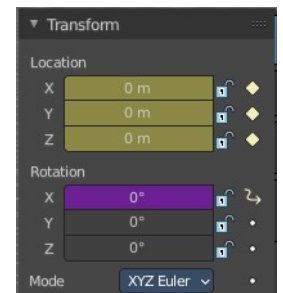 Transform
Location
X 0 m
Y 0 m
Z 0 m
Rotation
X 0°
Y 0°
Z 0°
Mode XYZ Euler